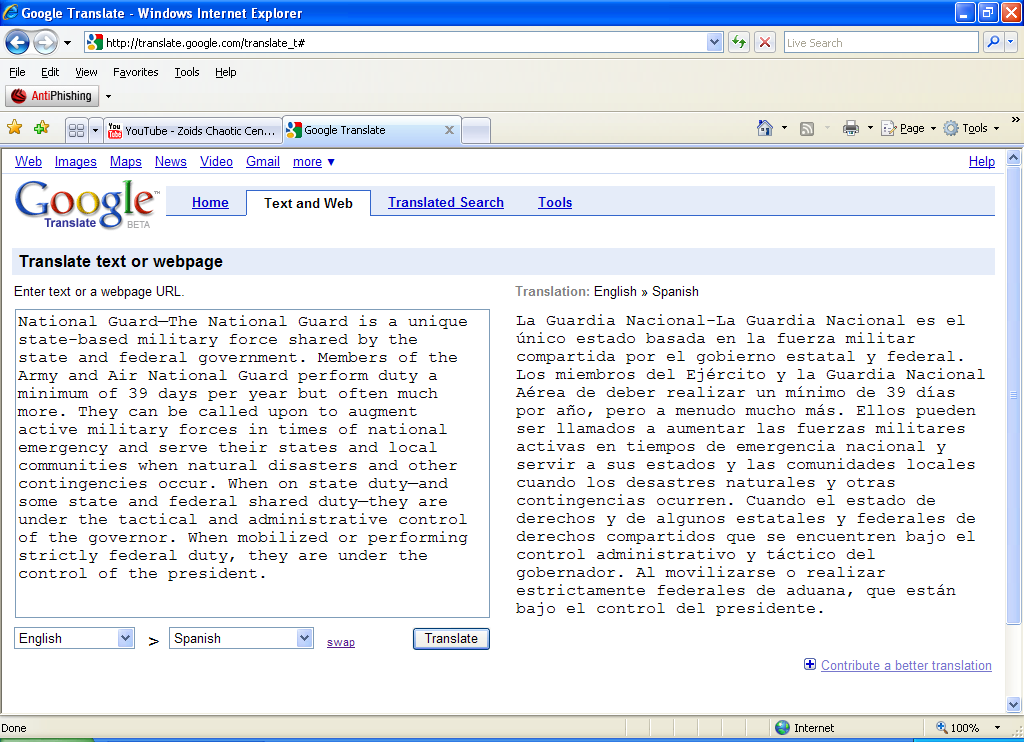 Google Translate - Windows Internet Explorer
http://translate.google.com/translate_t#
Live Search
File Edit View Favorites Tools Help
AntiPhishing
YouTube - Zoids Chaotic Cen...
Google Translate
Page
Tools
Web Images Maps News Video Gmail more ▼
Help
Google™
Translate BETA
Home
Text and Web
Translated Search
Tools
Translate text or webpage
Enter text or a webpage URL.
National Guard—The National Guard is a unique
state-based military force shared by the
state and federal government. Members of the
Army and Air National Guard perform duty a
minimum of 39 days per year but often much
more. They can be called upon to augment
active military forces in times of national
emergency and serve their states and local
communities when natural disasters and other
contingencies occur. When on state duty—and
some state and federal shared duty—they are
under the tactical and administrative control
of the governor. When mobilized or performing
strictly federal duty, they are under the
control of the president.
English > Spanish swap Translate
Translation: English » Spanish
La Guardia Nacional-La Guardia Nacional es el
único estado basada en la fuerza militar
compartida por el gobierno estatal y federal.
Los miembros del Ejército y la Guardia Nacional
Aérea de deber realizar un mínimo de 39 días
por año, pero a menudo mucho más. Ellos pueden
ser llamados a aumentar las fuerzas militares
activas en tiempos de emergencia nacional y
servir a sus estados y las comunidades locales
cuando los desastres naturales y otras
contingencias ocurren. Cuando el estado de
derechos y de algunos estatales y federales de
derechos compartidos que se encuentren bajo el
control administrativo y táctico del
gobernador. Al movilizarse o realizar
estrictamente federales de aduana, que están
bajo el control del presidente.
Contribute a better translation
Done
Internet
100%